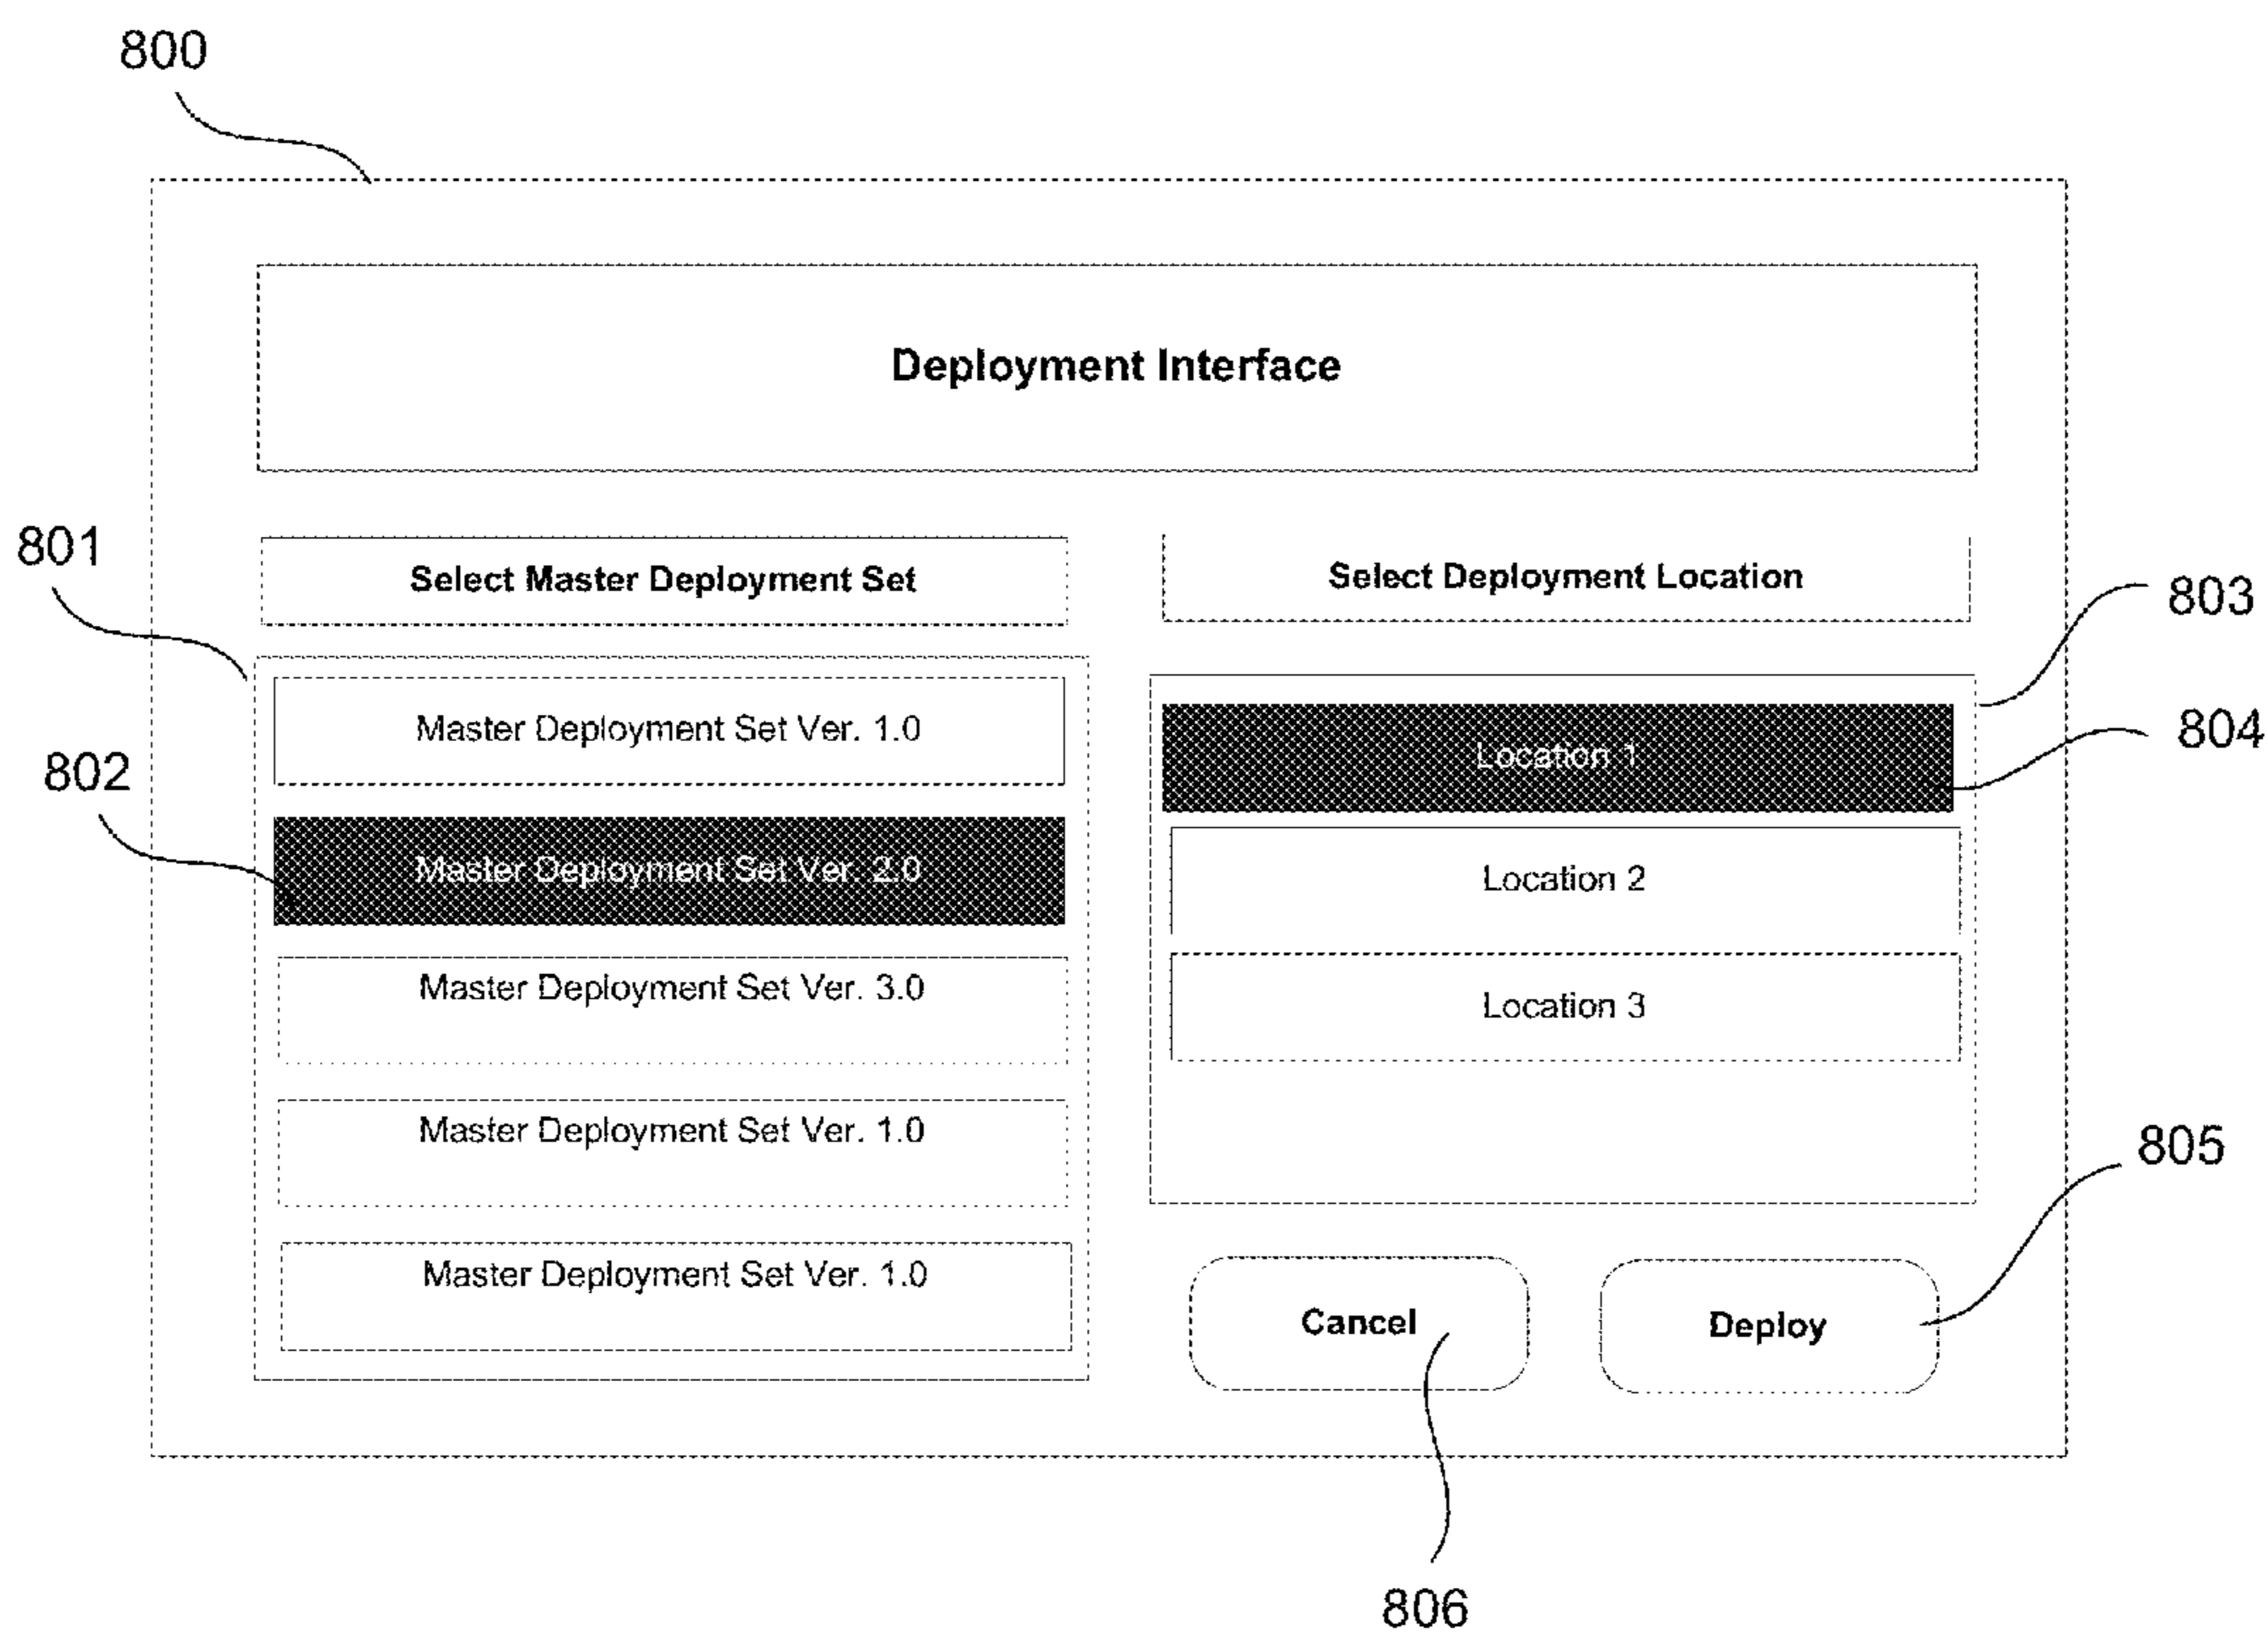 800
Deployment Interface
801
Select Master Deployment Set
Select Deployment Location
803
Master Deployment Set Ver. 1.0
Location 1
804
802
Master Deployment Set Ver. 2.0
Location 2
Master Deployment Set Ver. 3.0
Location 3
Master Deployment Set Ver. 1.0
805
Master Deployment Set Ver. 1.0
Cancel
Deploy
806